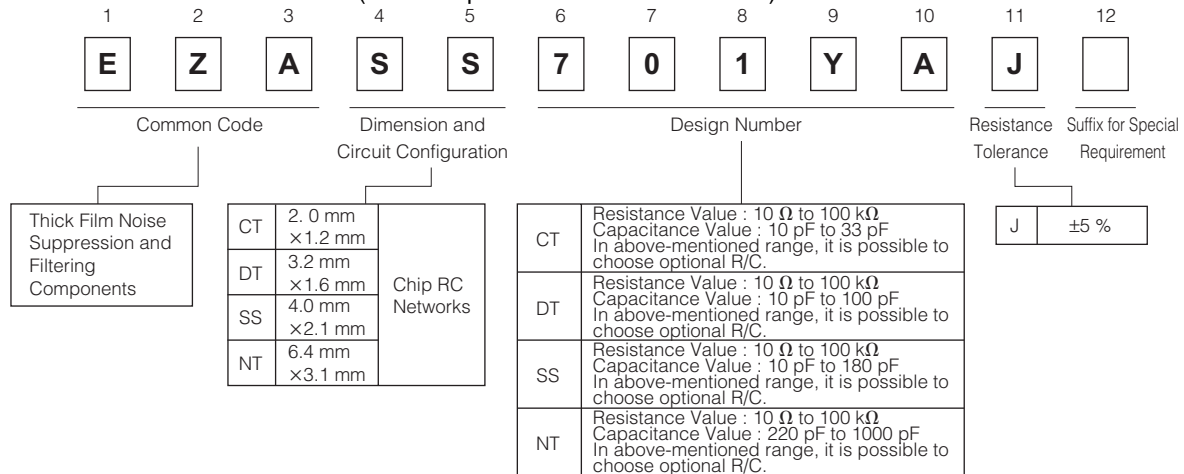 1 2 3 4 5 6 7 8 9 10 11 12
E Z A S S 7 0 1 Y A J
Common Code
Dimension and
Circuit Configuration
Design Number
Resistance
Tolerance
Suffix for Special
Requirement
Thick Film Noise
Suppression and
Filtering
Components
CT
2. 0 mm
×1.2 mm
DT
3.2 mm
×1.6 mm
SS
4.0 mm
×2.1 mm
NT
6.4 mm
×3.1 mm
Chip RC
Networks
CT
Resistance Value : 10 Ω to 100 kΩ
Capacitance Value : 10 pF to 33 pF
In above-mentioned range, it is possible to
choose optional R/C.
DT
Resistance Value : 10 Ω to 100 kΩ
Capacitance Value : 10 pF to 100 pF
In above-mentioned range, it is possible to
choose optional R/C.
SS
Resistance Value : 10 Ω to 100 kΩ
Capacitance Value : 10 pF to 180 pF
In above-mentioned range, it is possible to
choose optional R/C.
NT
Resistance Value : 10 Ω to 100 kΩ
Capacitance Value : 220 pF to 1000 pF
In above-mentioned range, it is possible to
choose optional R/C.
J ±5 %